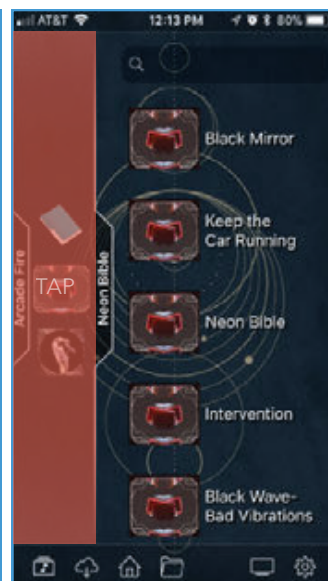 AT&T 12:13 PM 80%
Black Mirror
Keep the
Car Running
Arcade Fire
TAP
Neon Bible
Neon Bible
Intervention
Black Wave-
Bad Vibrations